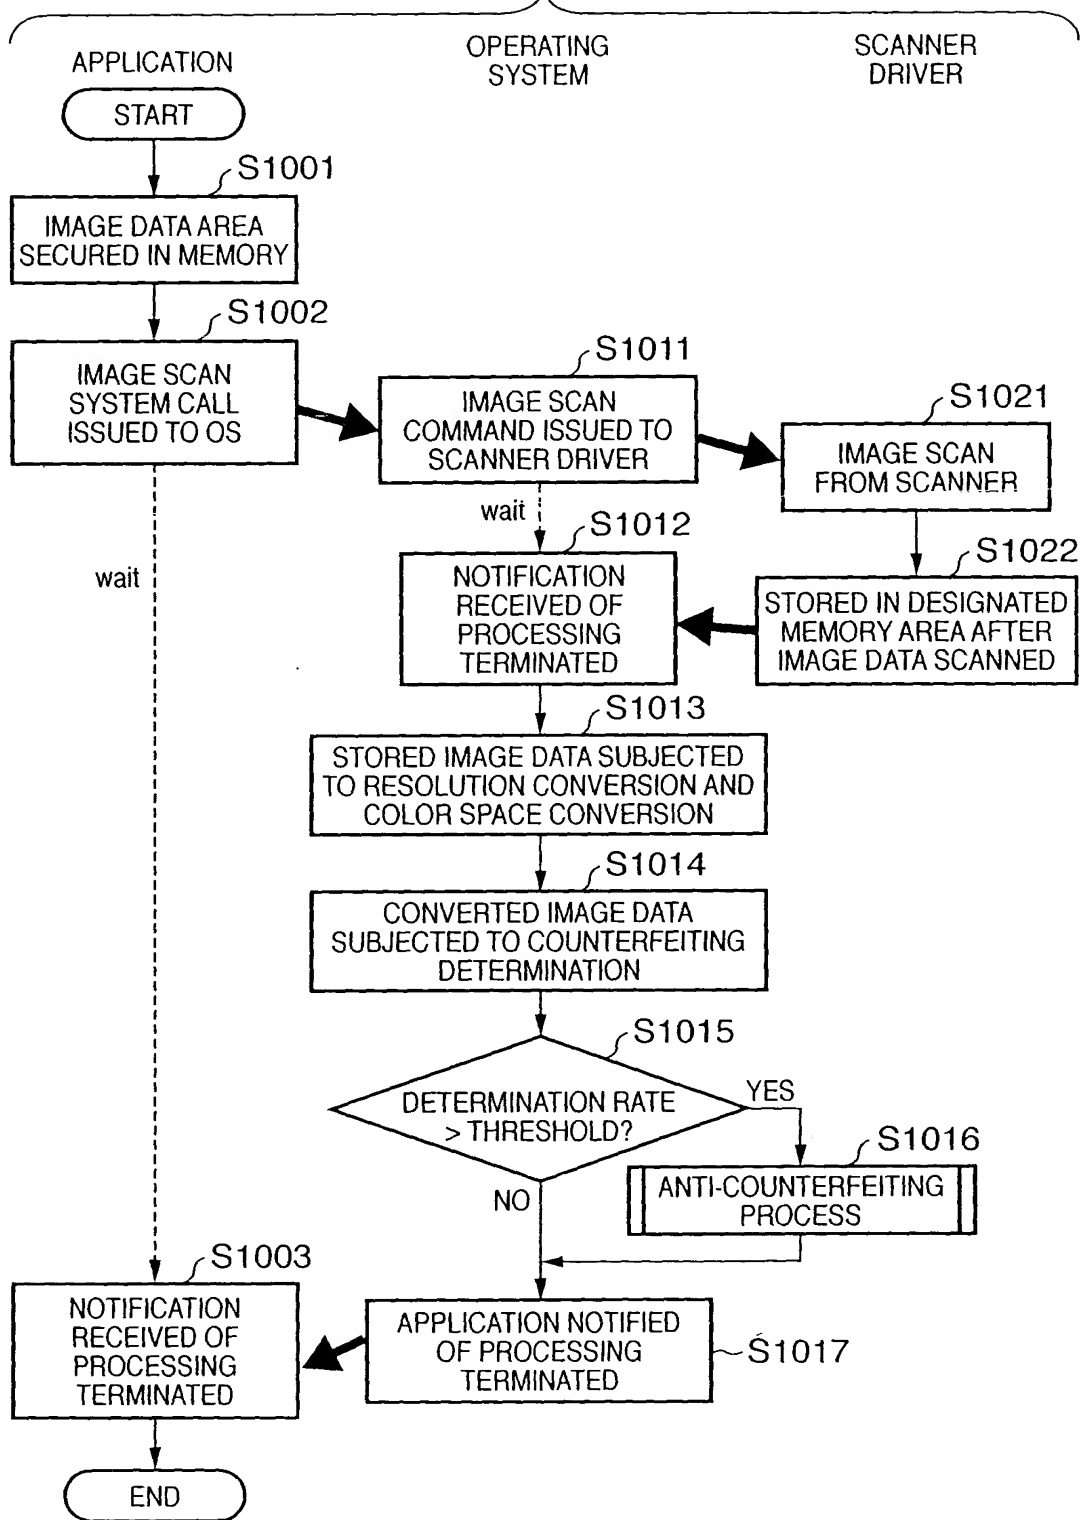 APPLICATION
OPERATING
SYSTEM
SCANNER
DRIVER
START
S1001
IMAGE DATA AREA
SECURED IN MEMORY
S1002
IMAGE SCAN
SYSTEM CALL
ISSUED TO OS
S1011
IMAGE SCAN
COMMAND ISSUED TO
SCANNER DRIVER
S1021
IMAGE SCAN
FROM SCANNER
wait
S1012
NOTIFICATION
RECEIVED OF
PROCESSING
TERMINATED
S1022
STORED IN DESIGNATED
MEMORY AREA AFTER
IMAGE DATA SCANNED
wait
S1013
STORED IMAGE DATA SUBJECTED
TO RESOLUTION CONVERSION AND
COLOR SPACE CONVERSION
S1014
CONVERTED IMAGE DATA
SUBJECTED TO COUNTERFEITING
DETERMINATION
S1015
DETERMINATION RATE
> THRESHOLD?
YES
NO
S1016
ANTI-COUNTERFEITING
PROCESS
S1003
NOTIFICATION
RECEIVED OF
PROCESSING
TERMINATED
APPLICATION NOTIFIED
OF PROCESSING
TERMINATED
S1017
END